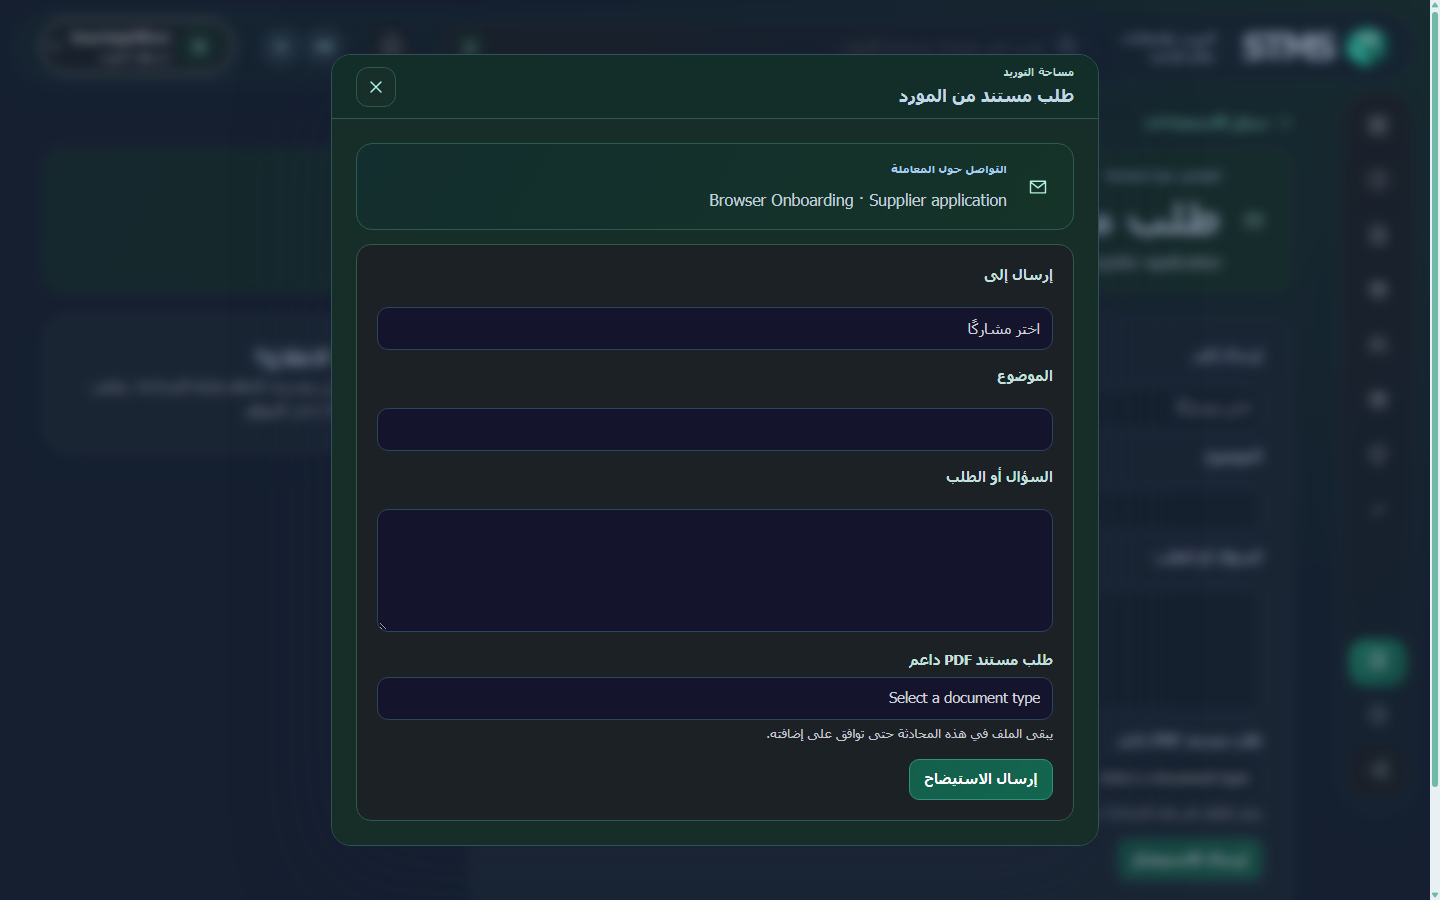 مساحة التوريد
طلب مستند من المورد
التواصل حول المعاملة
Browser Onboarding · Supplier application
إرسال إلى
اختر مشاركًا
الموضوع
السؤال أو الطلب
طلب مستند PDF داعم
Select a document type
يبقى الملف في هذه المحادثة حتى توافق على إضافته.
إرسال الاستيضاح
STMS